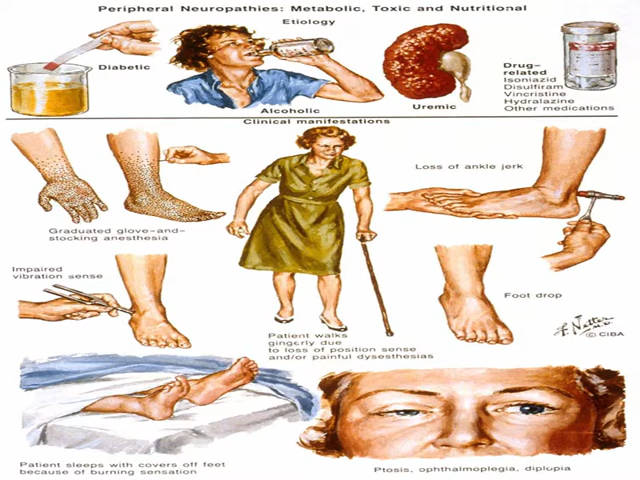 Peripheral Neuropathies: Metabolic, Toxic and Nutritional
Etiology
Diabetic
Alcoholic
Uremic
Drug-
related
Isoniazid
Disulfiram
Vincristine
Hydralazine
Other medications
Clinical manifestations
Graduated glove-and-
stocking anesthesia
Loss of ankle jerk
Impaired
vibration sense
Patient walks
gingerly due
to loss of position sense
and/or painful dysesthesias
Foot drop
F. Netter
M.D.
© CIBA
Patient sleeps with covers off feet
because of burning sensation
Ptosis, ophthalmoplegia, diplopia